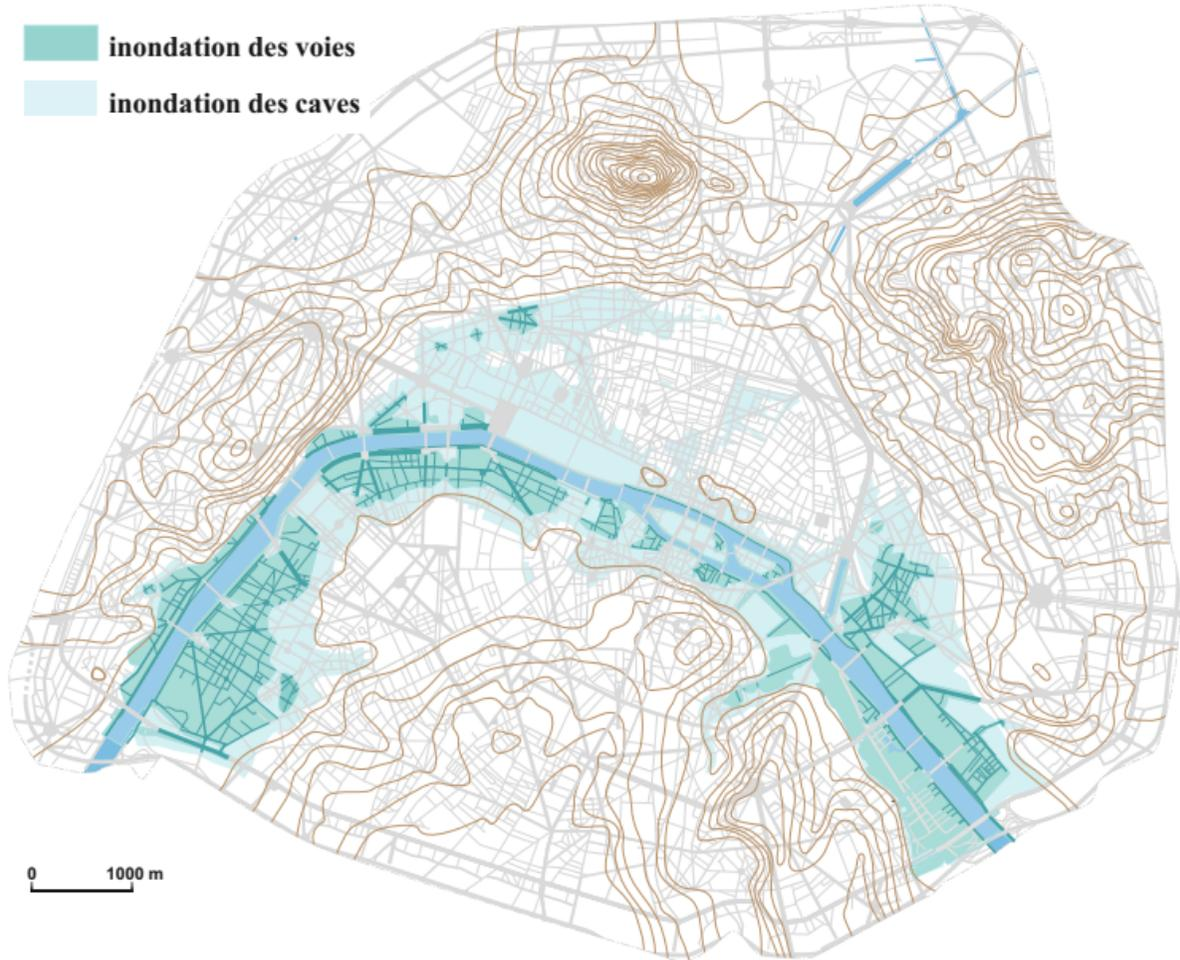 inondation des voies
inondation des caves
0 1000 m